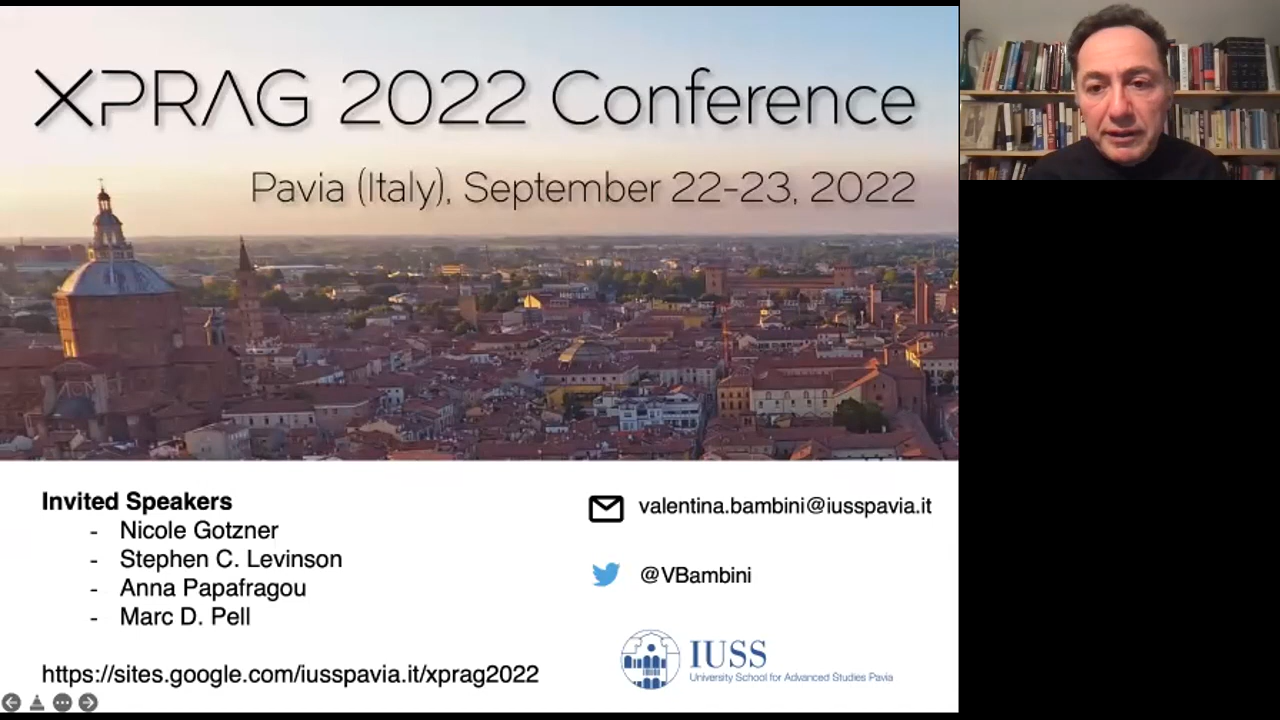 XPRAG 2022 Conference
Pavia (Italy), September 22-23, 2022
Invited Speakers
- Nicole Gotzner
- Stephen C. Levinson
- Anna Papafragou
- Marc D. Pell
https://sites.google.com/iusspavia.it/xprag2022
valentina.bambini@iusspavia.it
@VBambini
IUSS
University School for Advanced Studies Pavia